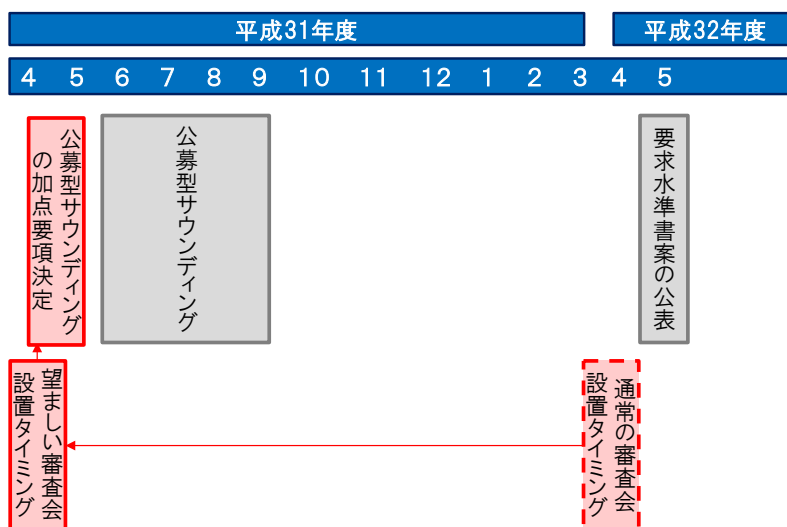 平成31年度
平成32年度
4 5 6 7 8 9 10 11 12 1 2 3 4 5
公募型サウンディング
の加点要項決定
公募型サウンディング
要求水準書案の公表
望ましい審査会
設置タイミング
通常の審査会
設置タイミング